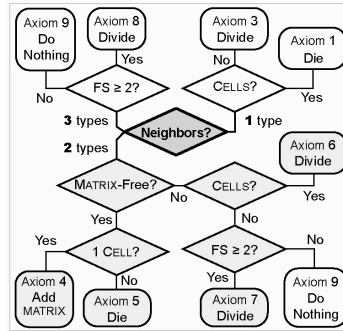 Axiom 9
Do
Nothing
Axiom 8
Divide
Axiom 3
Divide
Axiom 1
Die
Yes
No
FS ≥ 2?
CELLS?
No
Yes
3 types
1 type
Neighbors?
2 types
Axiom 6
Divide
MATRIX-Free?
CELLS?
No
Yes
Yes
No
Yes
1 CELL?
FS ≥ 2?
No
No
Yes
Axiom 4
Add
MATRIX
Axiom 5
Die
Axiom 7
Divide
Axiom 9
Do
Nothing